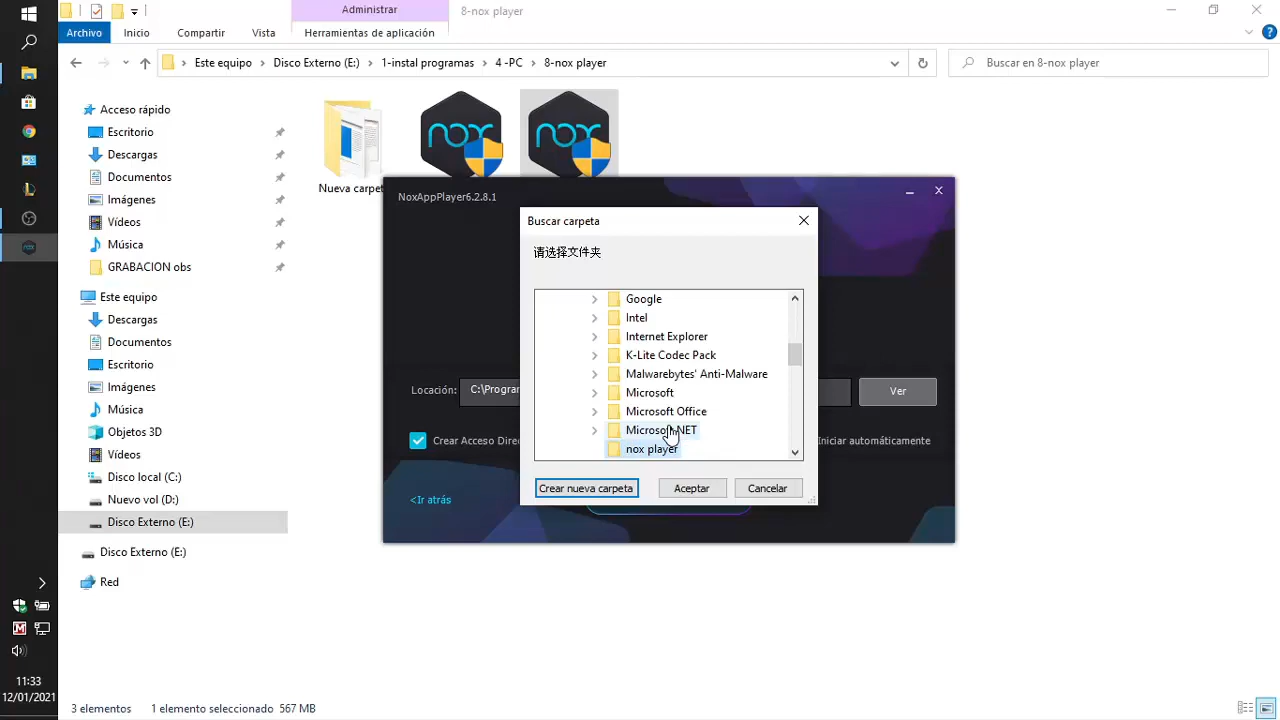 Administrar
8-nox player
Archivo
Inicio
Compartir
Vista
Herramientas de aplicación
Este equipo
Disco Externo (E:)
1-instal programas
4 -PC
8-nox player
Buscar en 8-nox player
Acceso rápido
Escritorio
Descargas
Documentos
Imágenes
Vídeos
Música
GRABACION obs
Este equipo
Descargas
Documentos
Escritorio
Imágenes
Música
Objetos 3D
Vídeos
Disco local (C:)
Nuevo vol (D:)
Disco Externo (E:)
Disco Externo (E:)
Red
nox
nox
Nueva carpet
NoxAppPlayer6.2.8.1
Buscar carpeta
请选择文件夹
Google
Intel
Internet Explorer
K-Lite Codec Pack
Malwarebytes' Anti-Malware
Microsoft
Microsoft Office
Microsoft.NET
nox player
Crear nueva carpeta
Aceptar
Cancelar
Locación:
C:\Progran
Ver
Crear Acceso Dire
Iniciar automáticamente
<Ir atrás
11:33
12/01/2021
3 elementos
1 elemento seleccionado 567 MB